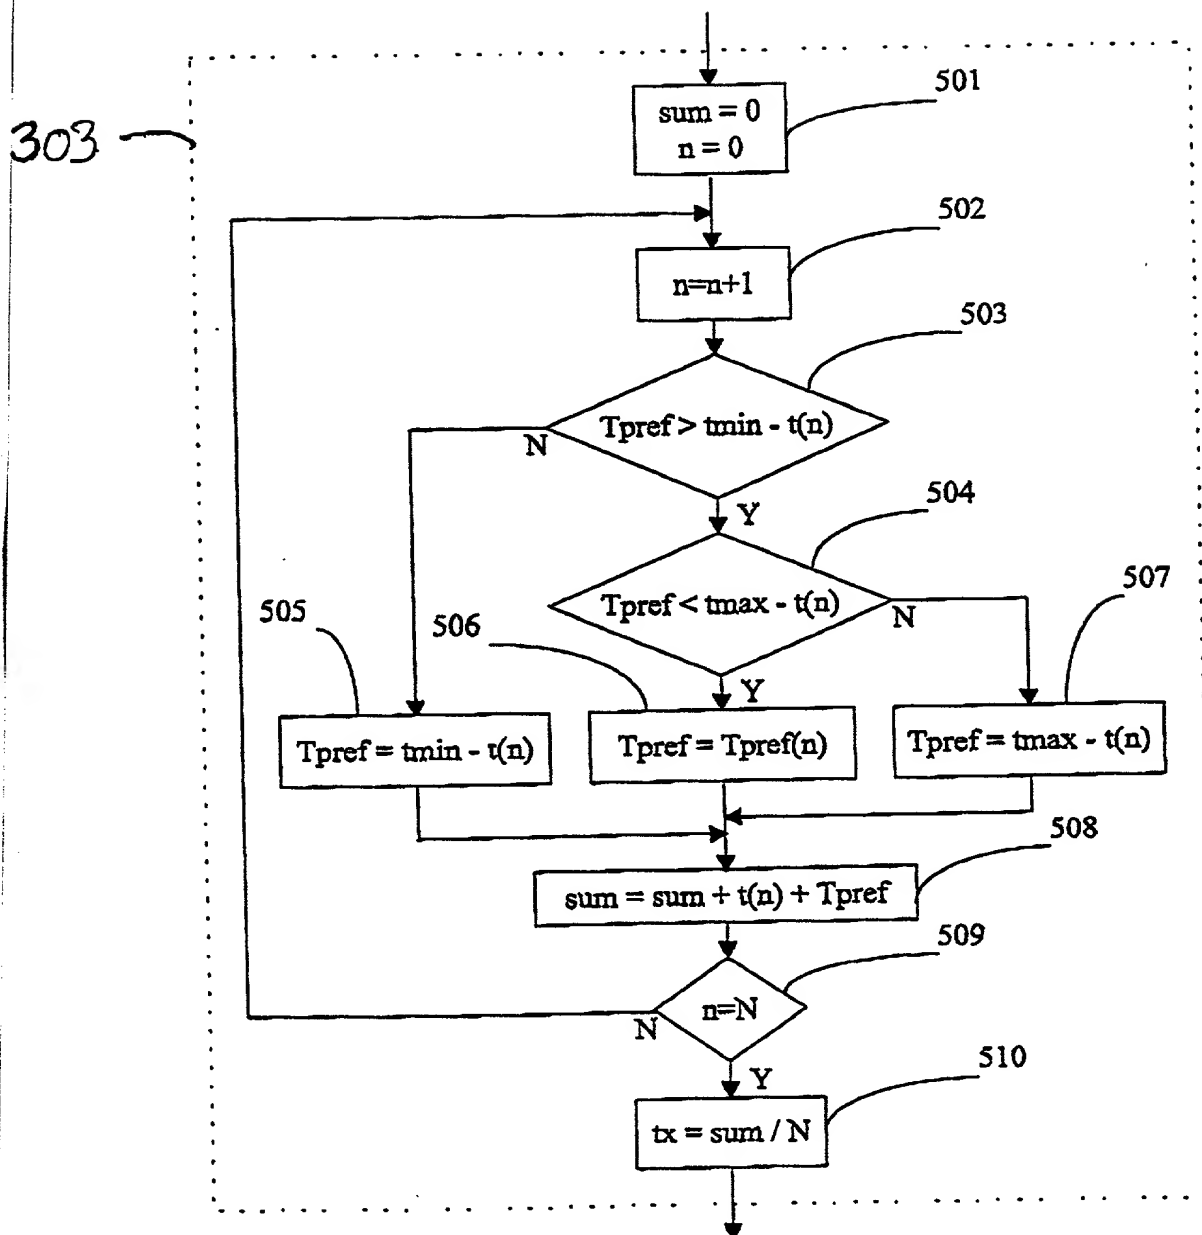 501
sum = 0
n = 0
303
502
n=n+1
503
Tpref > tmin - t(n)
N
Y
504
Tpref < tmax - t(n)
N
Y
505
506
507
Tpref = tmin - t(n)
Tpref = Tpref(n)
Tpref = tmax - t(n)
508
sum = sum + t(n) + Tpref
509
n=N
N
Y
510
tx = sum / N